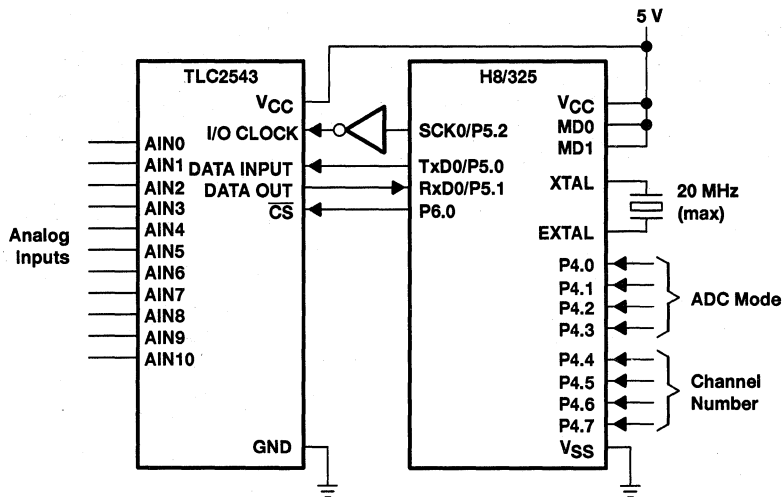 5 V
TLC2543
H8/325
VCC
VCC
I/O CLOCK
SCK0/P5.2
MD0
AIN0
MD1
AIN1
DATA INPUT
TxD0/P5.0
AIN2
DATA OUT
RxD0/P5.1
XTAL
20 MHz
(max)
AIN3
CS
P6.0
AIN4
EXTAL
Analog
Inputs
AIN5
AIN6
P4.0
AIN7
P4.1
ADC Mode
AIN8
P4.2
AIN9
P4.3
AIN10
P4.4
P4.5
Channel
Number
P4.6
P4.7
GND
VSS